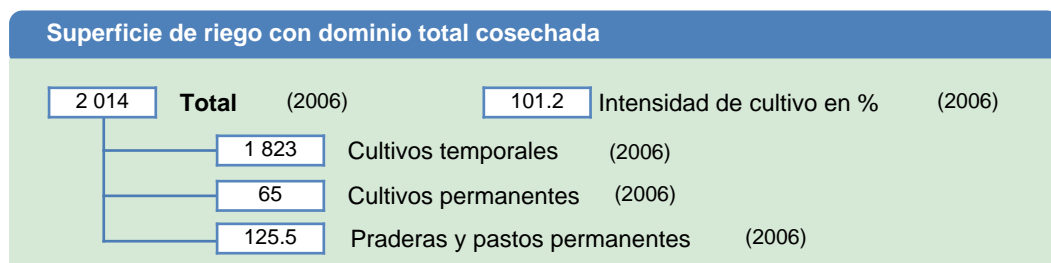 Superficie de riego con dominio total cosechada
2 014 Total (2006) 101.2 Intensidad de cultivo en % (2006)
1 823 Cultivos temporales (2006)
65 Cultivos permanentes (2006)
125.5 Praderas y pastos permanentes (2006)